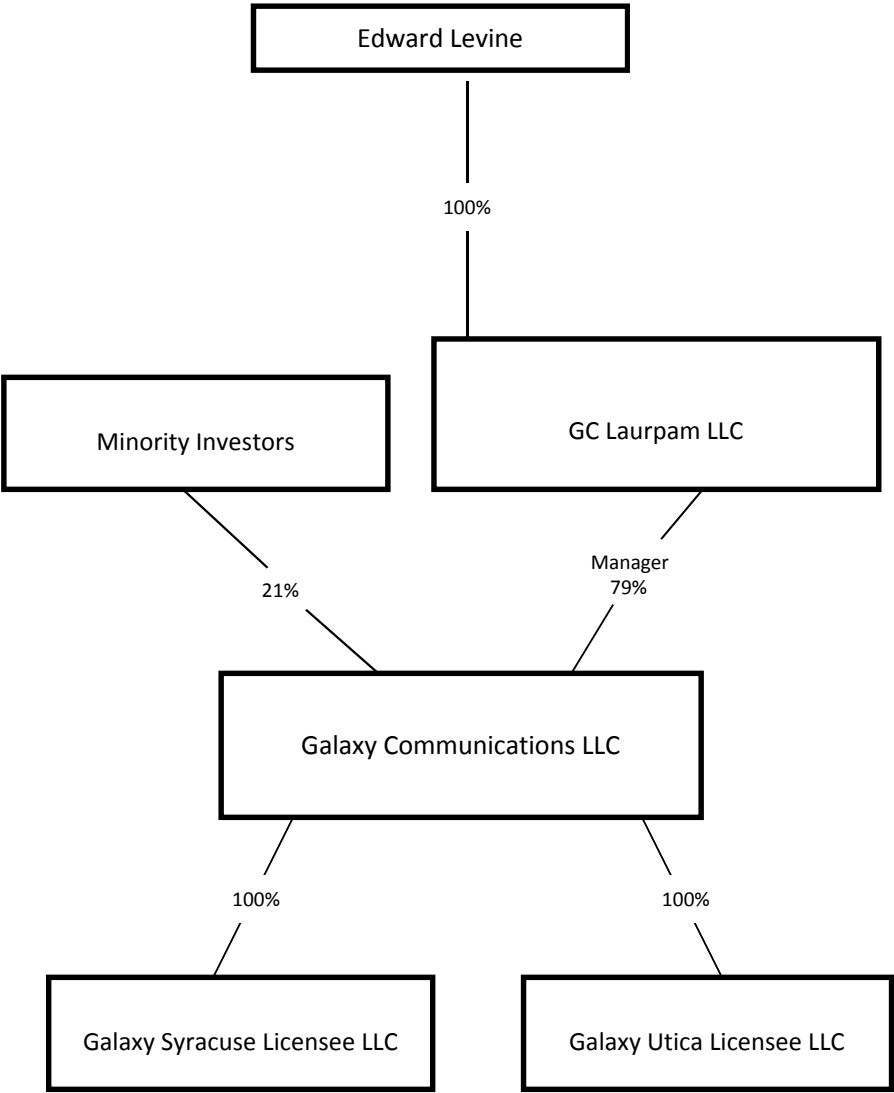 Edward Levine
100%
GC Laurpam LLC
Minority Investors
Manager
79%
21%
Galaxy Communications LLC
100%
100%
Galaxy Syracuse Licensee LLC
Galaxy Utica Licensee LLC